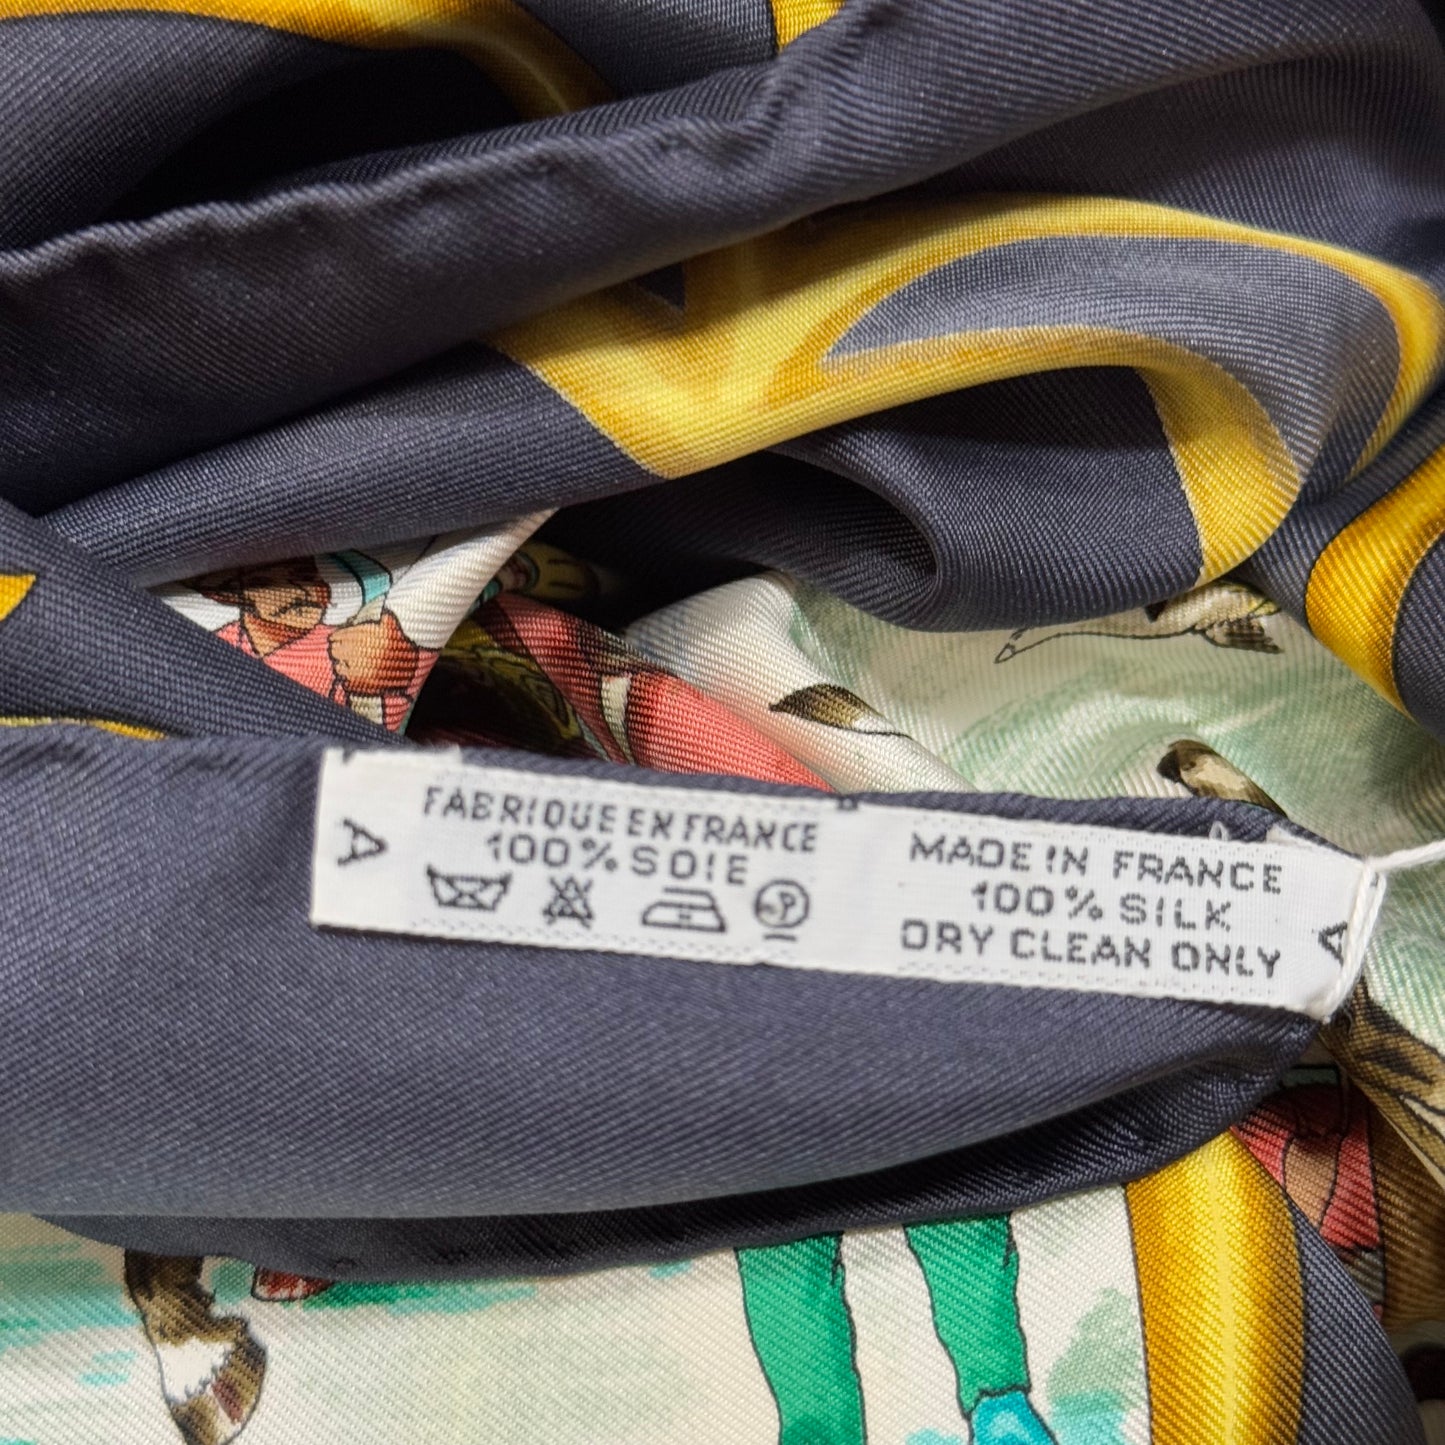 A
FABRIQUE EN FRANCE
100% SOIE
P
MADE IN FRANCE
100% SILK
DRY CLEAN ONLY
A